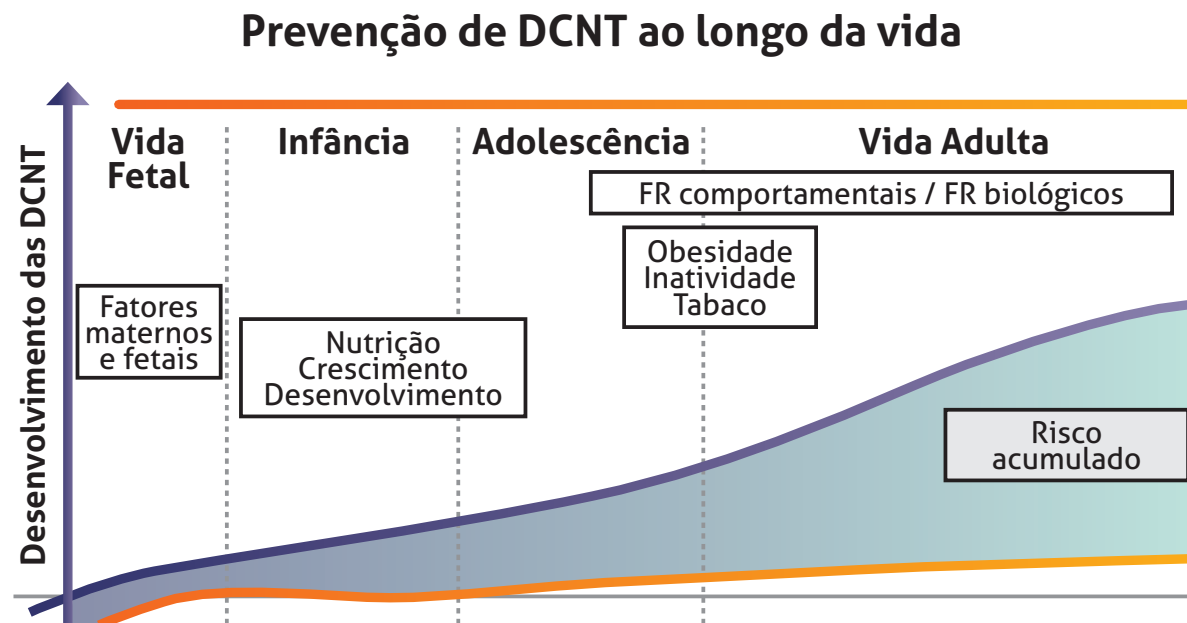 Prevenção de DCNT ao longo da vida
Desenvolvimento das DCNT
Vida
Fetal
Infância
Adolescência
Vida Adulta
FR comportamentais / FR biológicos
Obesidade
Inatividade
Tabaco
Fatores
maternos
e fetais
Nutrição
Crescimento
Desenvolvimento
Risco
acumulado